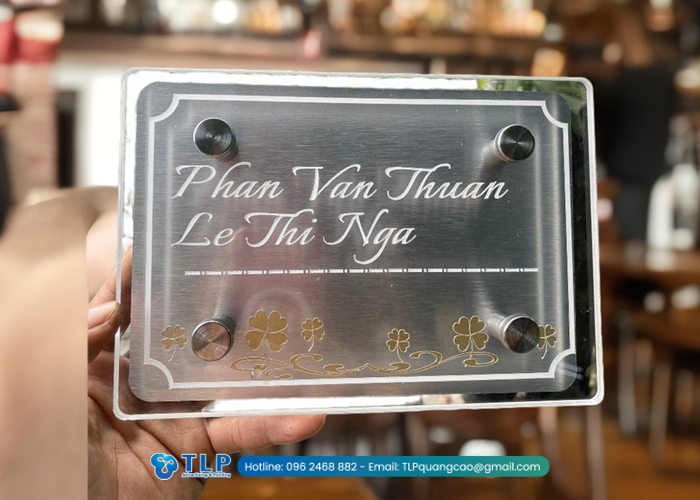 Phan Van Thuan
Le Thi Nga
TLP
Hotline: 096 2468 882 - Email: TLPquangcao@gmail.com